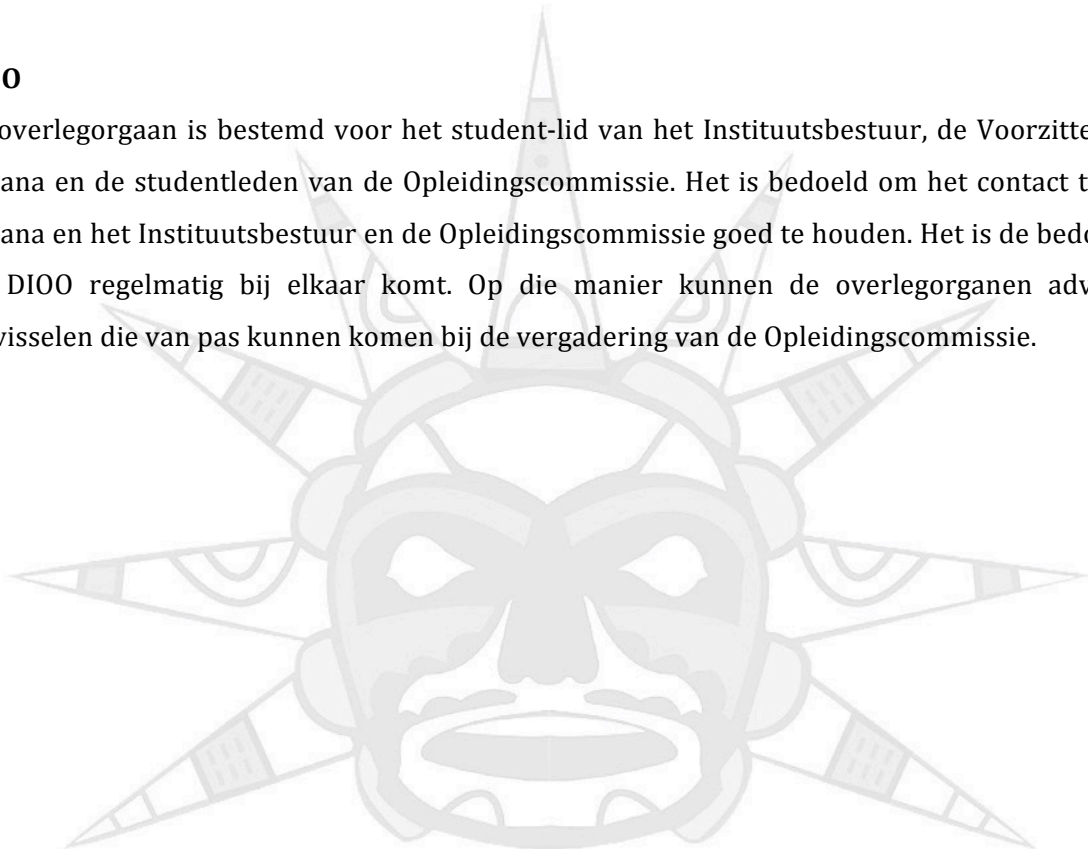 O
overlegorgaan is bestemd voor het student-lid van het Instituutsbestuur, de Voorzitte
ana en de studentleden van de Opleidingscommissie. Het is bedoeld om het contact t
ana en het Instituutsbestuur en de Opleidingscommissie goed te houden. Het is de bedo
DIOO regelmatig bij elkaar komt. Op die manier kunnen de overlegorganen adv
visselen die van pas kunnen komen bij de vergadering van de Opleidingscommissie.